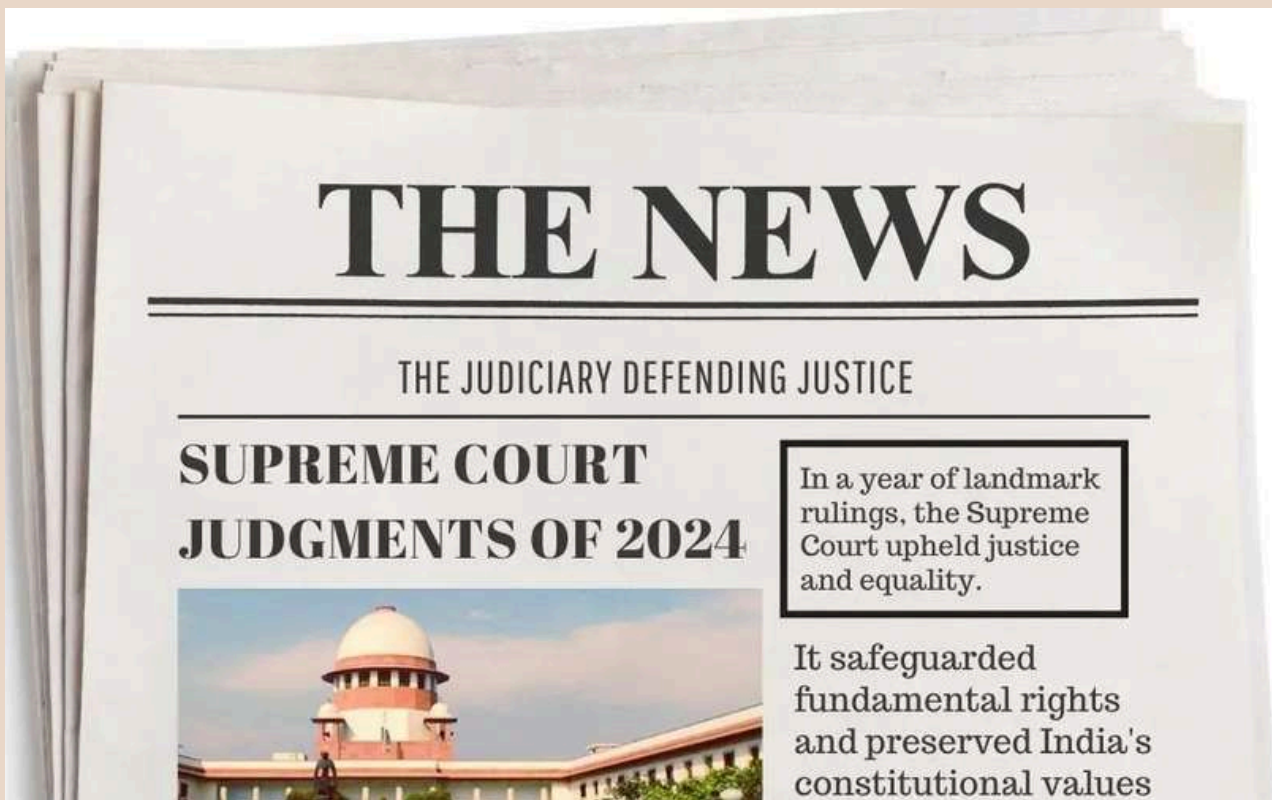 THE NEWS
THE JUDICIARY DEFENDING JUSTICE
SUPREME COURT
JUDGMENTS OF 2024
In a year of landmark
rulings, the Supreme
Court upheld justice
and equality.
It safeguarded
fundamental rights
and preserved India's
constitutional values